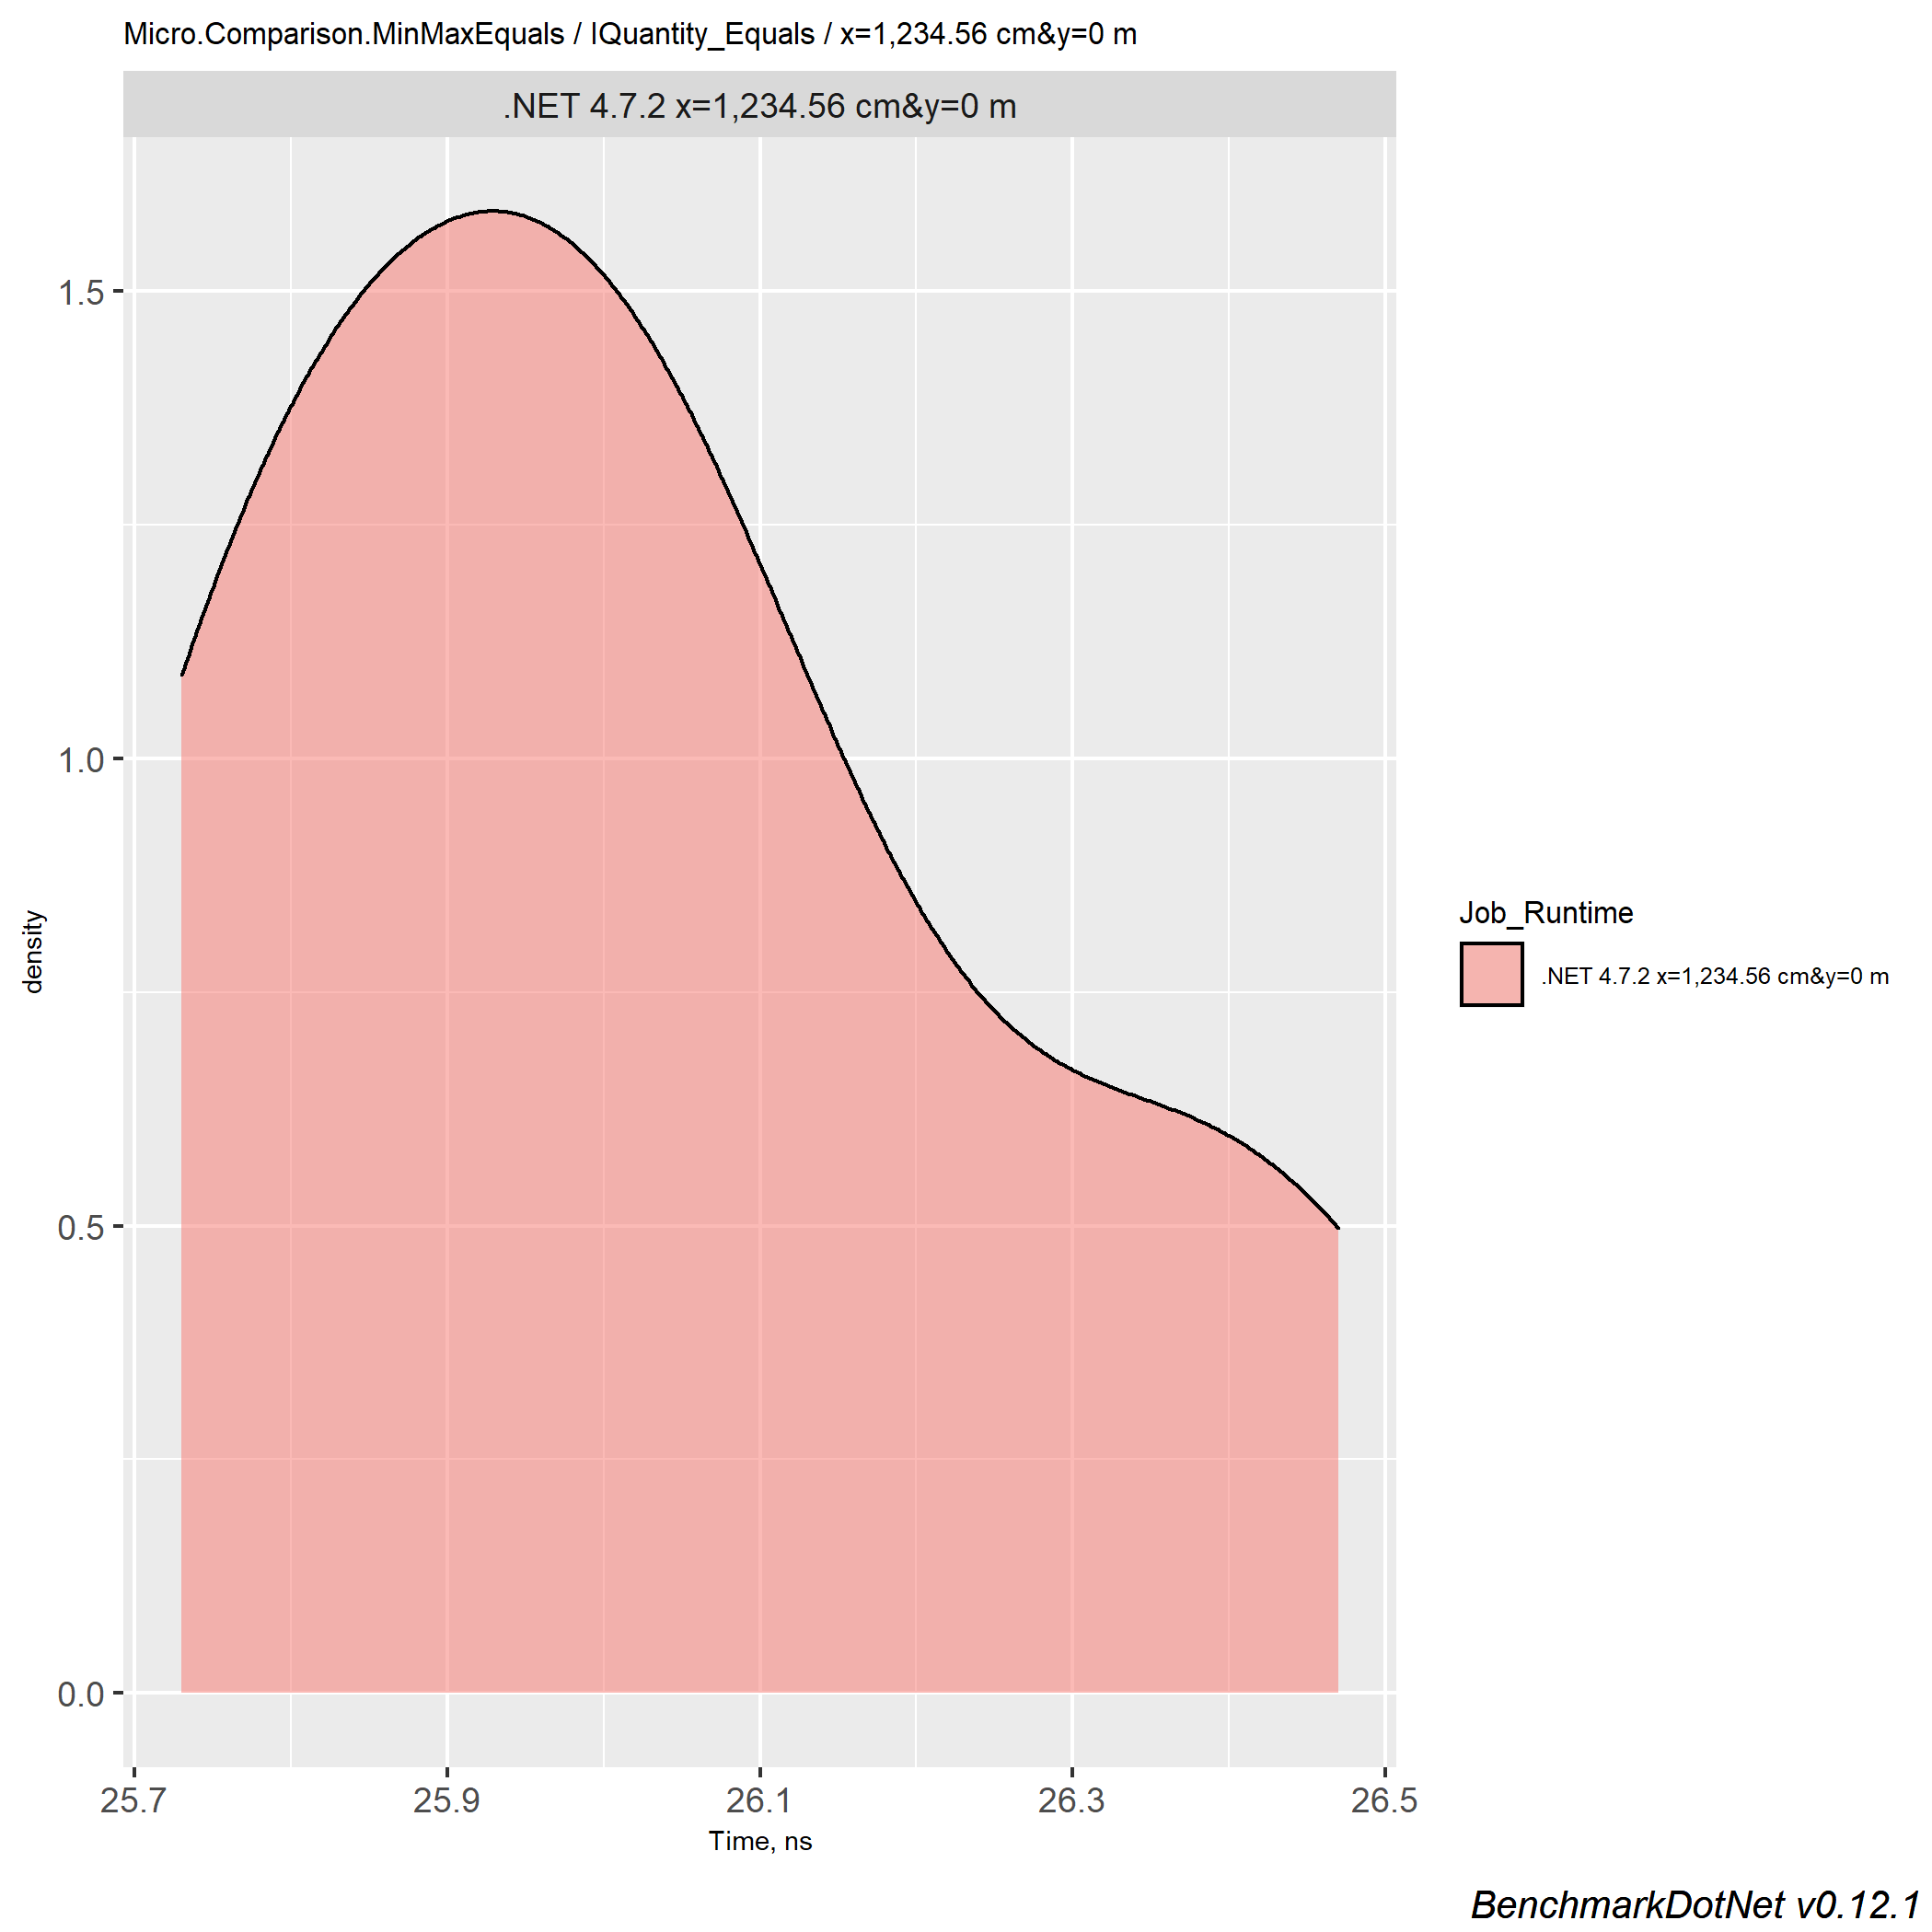 Micro.Comparison.MinMaxEquals / IQuantity_Equals / x=1,234.56 cm&y=0 m
.NET 4.7.2 x=1,234.56 cm&y=0 m
1.5
1.0
0.5
0.0
density
25.7 25.9 26.1 26.3 26.5
Time, ns
Job_Runtime
.NET 4.7.2 x=1,234.56 cm&y=0 m
BenchmarkDotNet v0.12.1